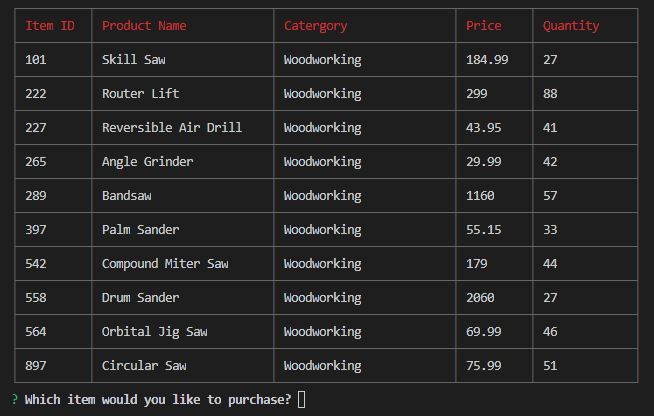 Item ID Product Name Catergory Price Quantity
101 Skill Saw Woodworking 184.99 27
222 Router Lift Woodworking 299 88
227 Reversible Air Drill Woodworking 43.95 41
265 Angle Grinder Woodworking 29.99 42
289 Bandsaw Woodworking 1160 57
397 Palm Sander Woodworking 55.15 33
542 Compound Miter Saw Woodworking 179 44
558 Drum Sander Woodworking 2060 27
564 Orbital Jig Saw Woodworking 69.99 46
897 Circular Saw Woodworking 75.99 51
? Which item would you like to purchase?